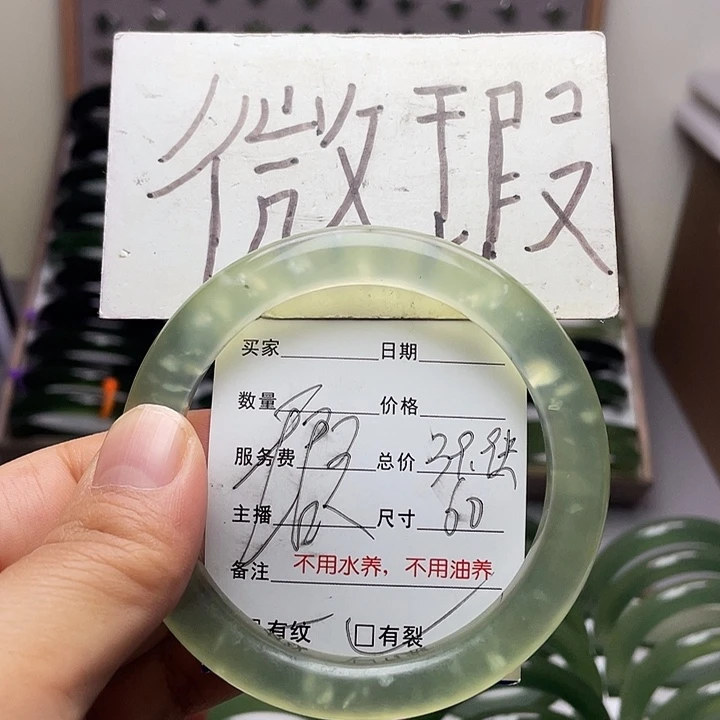 微瑕
买家 日期
数量 价格
服务费 总价
主播 尺寸 60
备注 不用水养，不用油养
有纹 □有裂